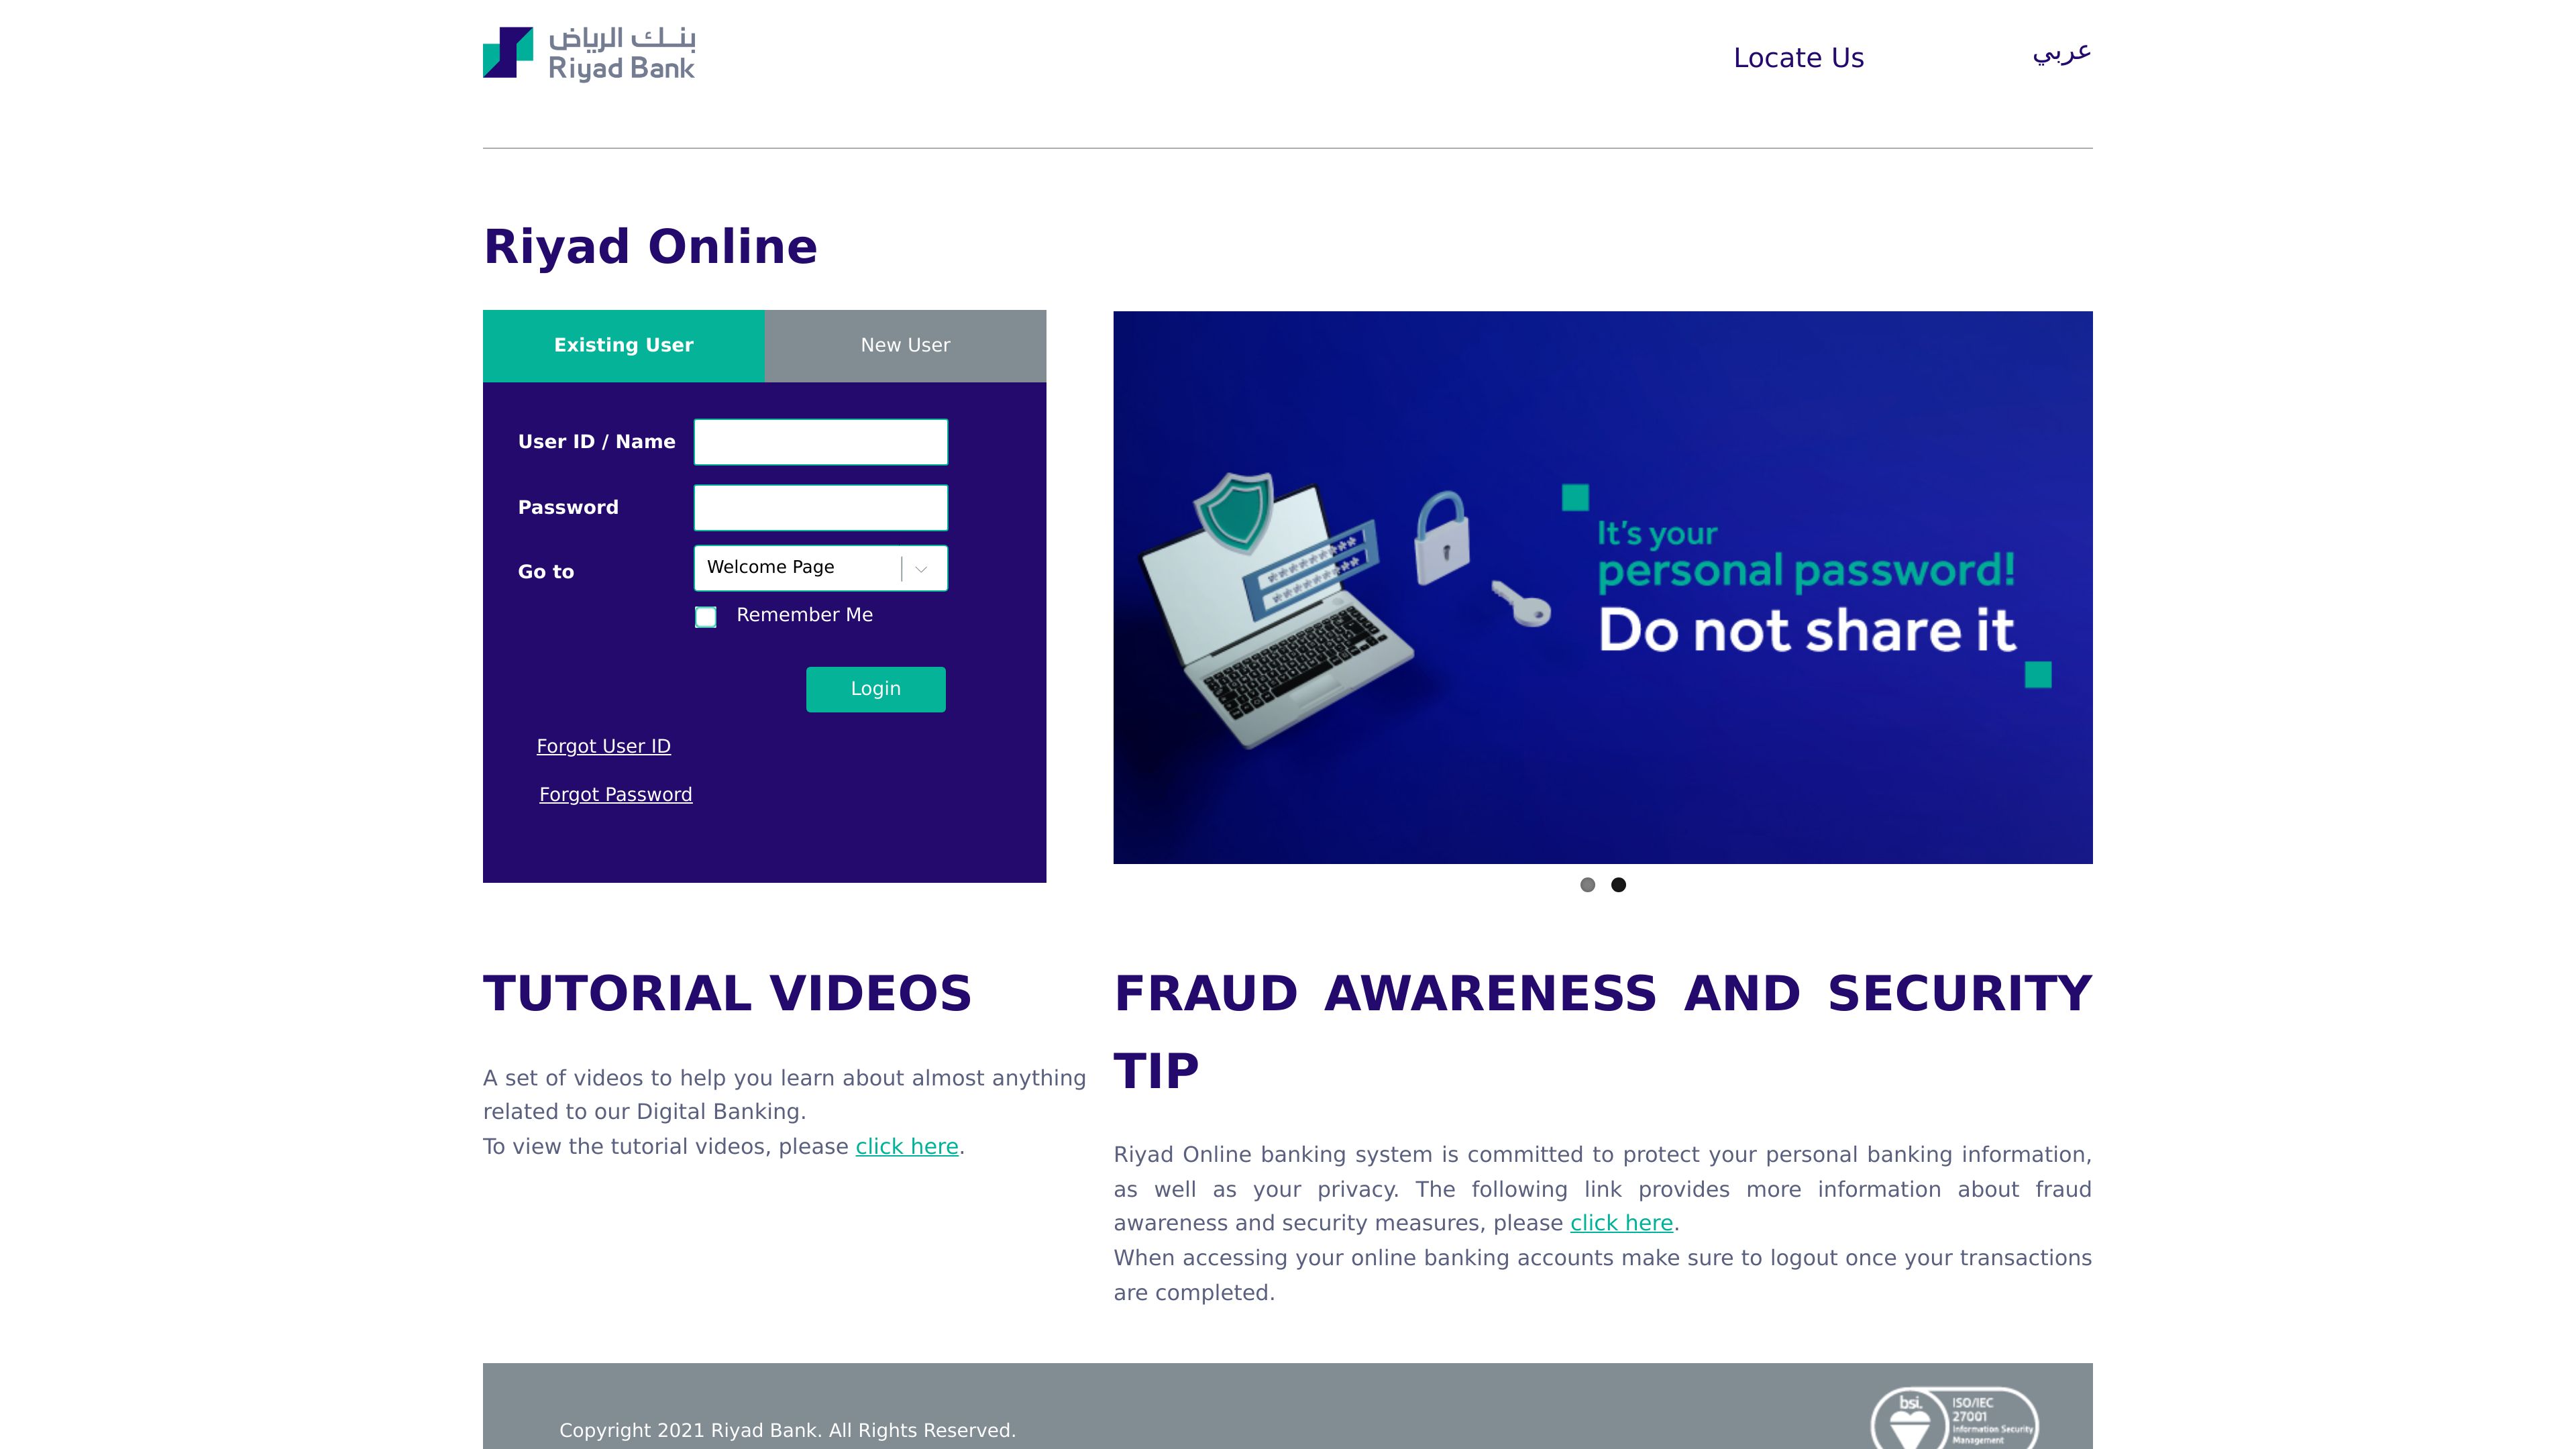 بنـــك الرياض
Riyad Bank
Locate Us
عربي
Riyad Online
Existing User
New User
User ID / Name
Password
Go to
Welcome Page
Remember Me
Login
Forgot User ID
Forgot Password
It's your
personal password!
Do not share it
TUTORIAL VIDEOS
A set of videos to help you learn about almost anything
related to our Digital Banking.
To view the tutorial videos, please click here.
FRAUD AWARENESS AND SECURITY
TIP
Riyad Online banking system is committed to protect your personal banking information,
as well as your privacy. The following link provides more information about fraud
awareness and security measures, please click here.
When accessing your online banking accounts make sure to logout once your transactions
are completed.
Copyright 2021 Riyad Bank. All Rights Reserved.
bsi.
ISO/IEC
27001
Information Security
Management